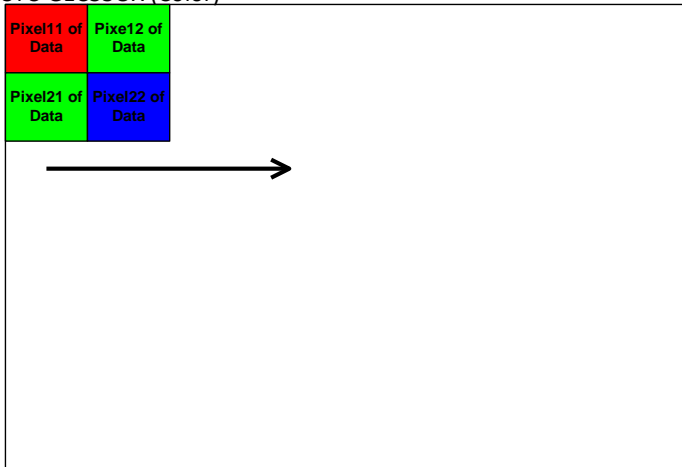 Pixel11 of
Data
Pixe12 of
Data
Pixel21 of
Data
Pixel22 of
Data